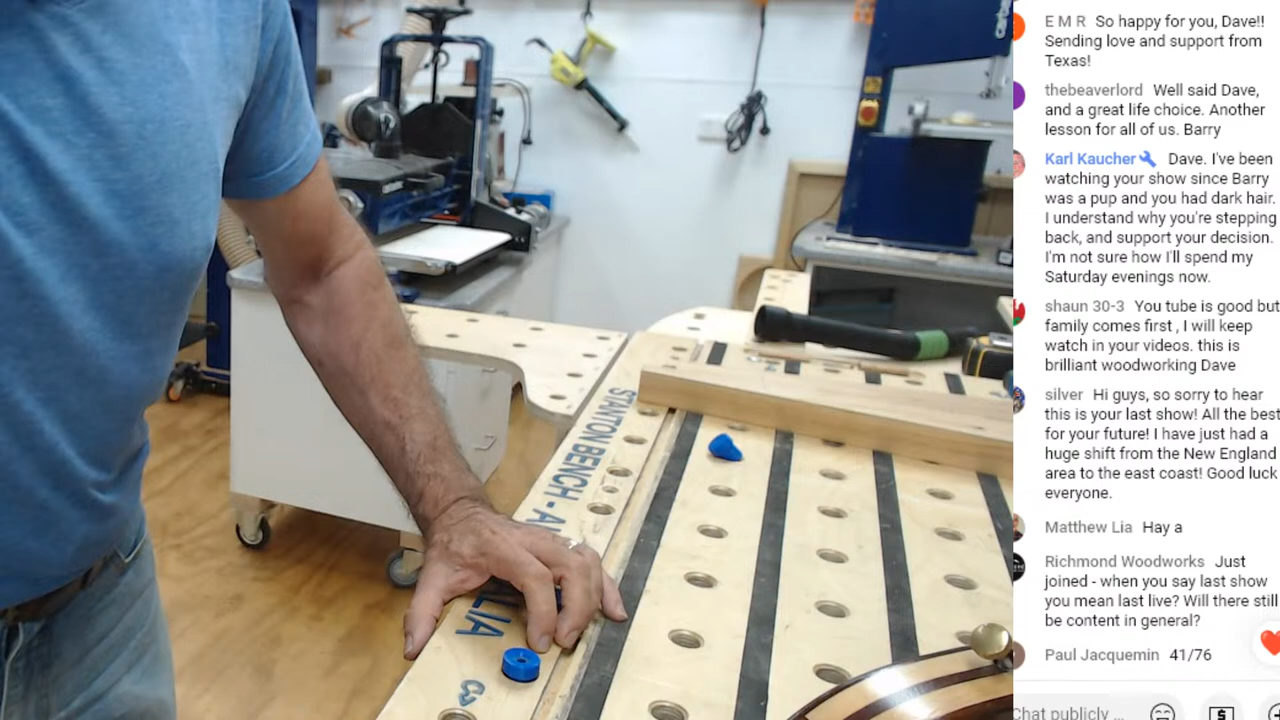 E M R So happy for you, Dave!!
Sending love and support from
Texas!
thebeaverlord Well said Dave,
and a great life choice. Another
lesson for all of us. Barry
Karl Kaucher Dave. I've been
watching your show since Barry
was a pup and you had dark hair.
I understand why you're stepping
back, and support your decision.
I'm not sure how I'll spend my
Saturday evenings now.
shaun 30-3 You tube is good but
family comes first , I will keep
watch in your videos. this is
brilliant woodworking Dave
silver Hi guys, so sorry to hear
this is your last show! All the best
for your future! I have just had a
huge shift from the New England
area to the east coast! Good luck
everyone.
Matthew Lia Hay a
Richmond Woodworks Just
joined - when you say last show
you mean last live? Will there still
be content in general?
Paul Jacquemin 41/76
Chat publicly ...
STANTON BENCH - A
LIA